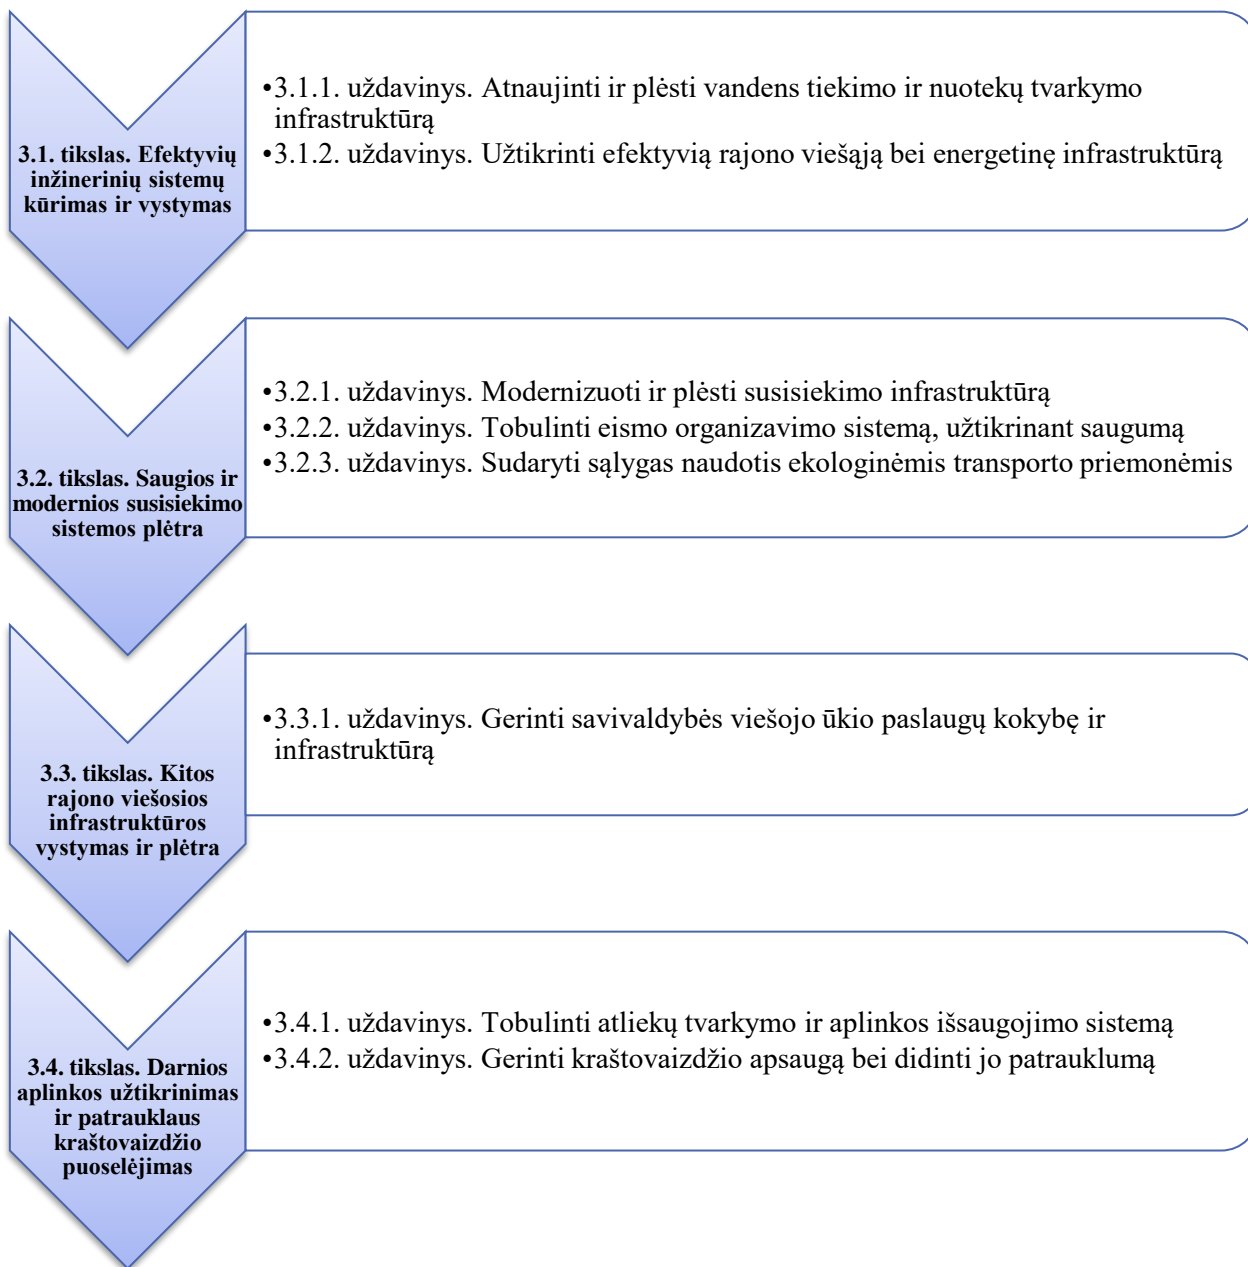 3.1. tikslas. Efektyvių
inžinerinių sistemų
kūrimas ir vystymas
•3.1.1. uždavinys. Atnaujinti ir plėsti vandens tiekimo ir nuotekų tvarkymo
infrastruktūrą
•3.1.2. uždavinys. Užtikrinti efektyvią rajono viešąją bei energetinę infrastruktūrą
3.2. tikslas. Saugios ir
modernios susisiekimo
sistemos plėtra
•3.2.1. uždavinys. Modernizuoti ir plėsti susisiekimo infrastruktūrą
•3.2.2. uždavinys. Tobulinti eismo organizavimo sistemą, užtikrinant saugumą
•3.2.3. uždavinys. Sudaryti sąlygas naudotis ekologinėmis transporto priemonėmis
3.3. tikslas. Kitos
rajono viešosios
infrastruktūros
vystymas ir plėtra
•3.3.1. uždavinys. Gerinti savivaldybės viešojo ūkio paslaugų kokybę ir
infrastruktūrą
3.4. tikslas. Darnios
aplinkos užtikrinimas
ir patrauklaus
kraštovaizdžio
puoselėjimas
•3.4.1. uždavinys. Tobulinti atliekų tvarkymo ir aplinkos išsaugojimo sistemą
•3.4.2. uždavinys. Gerinti kraštovaizdžio apsaugą bei didinti jo patrauklumą